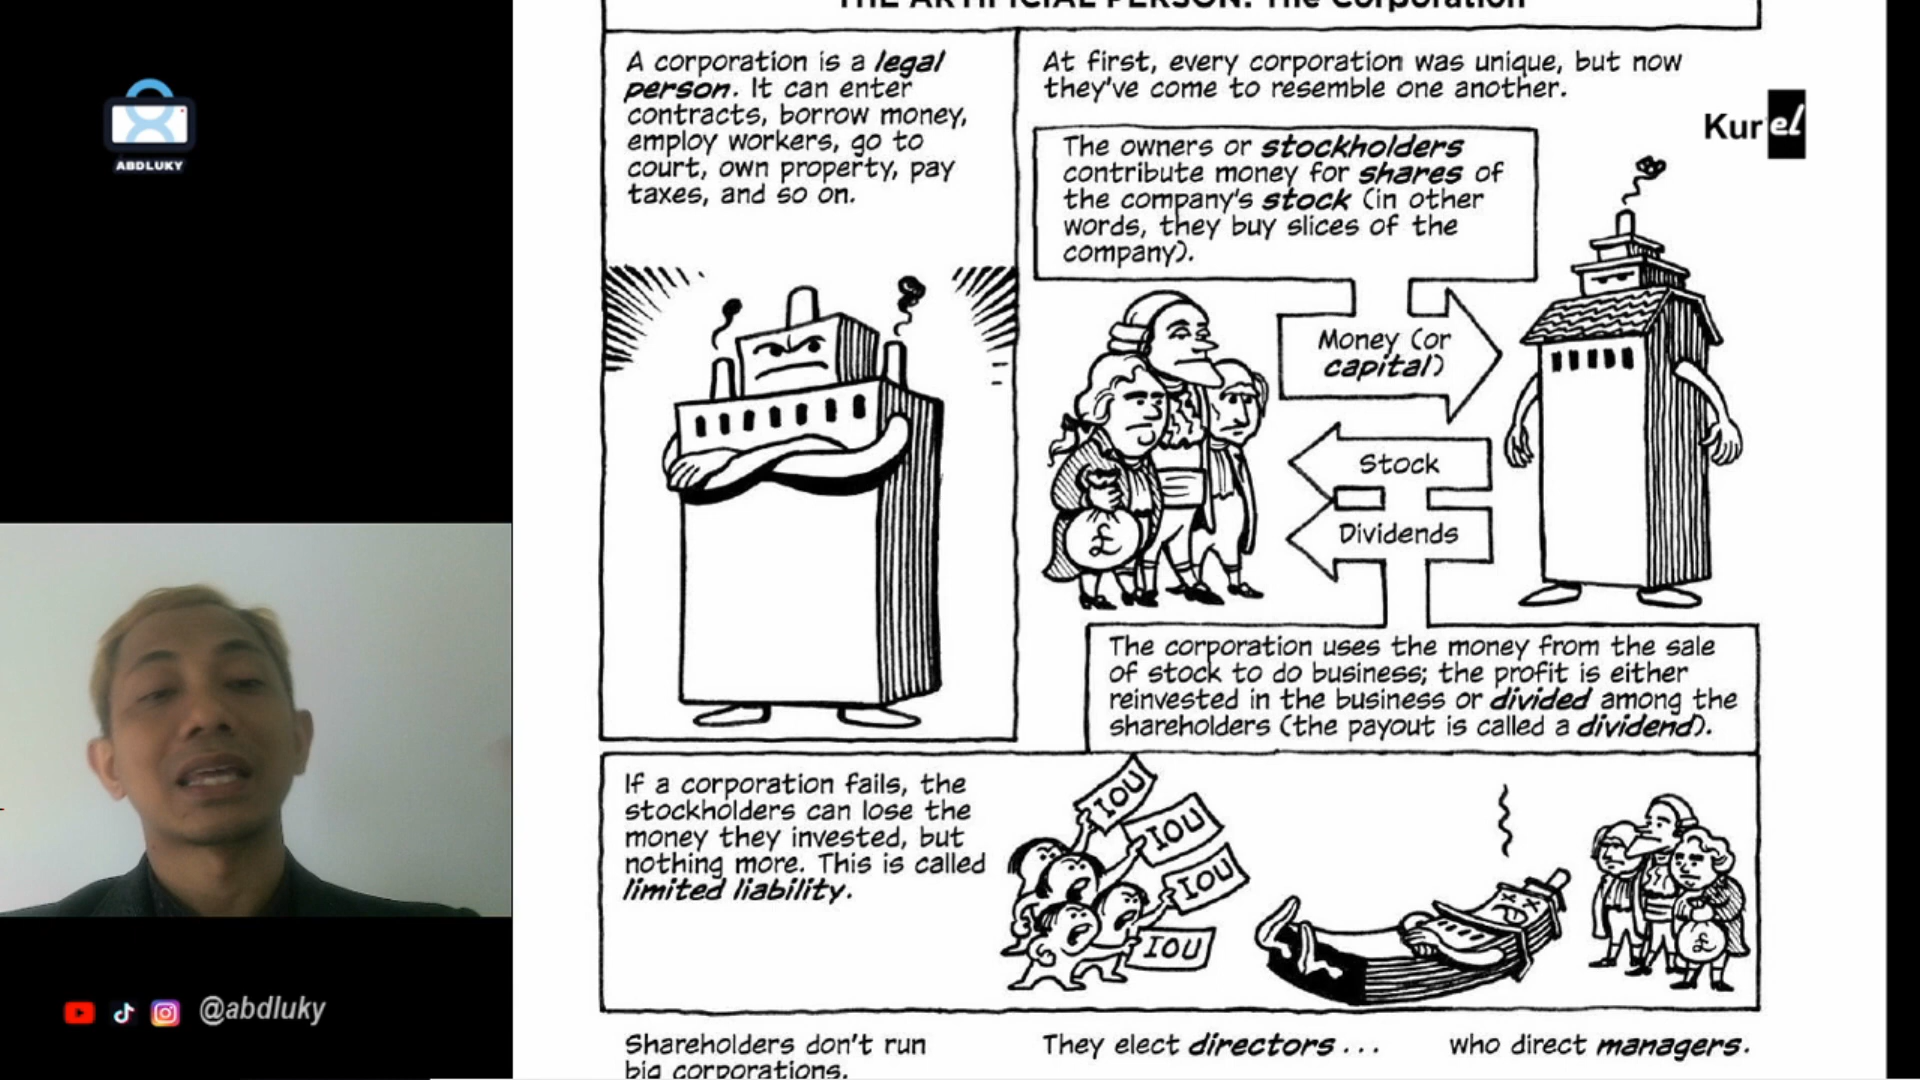 THE ARTIFICIAL PERSON: The Corporation
A corporation is a legal
person. It can enter
contracts, borrow money,
employ workers, go to
court, own property, pay
taxes, and so on.
At first, every corporation was unique, but now
they've come to resemble one another.
The owners or stockholders
contribute money for shares of
the company's stock (in other
words, they buy slices of the
company).
Money (or
capital)
Stock
Dividends
£
The corporation uses the money from the sale
of stock to do business; the profit is either
reinvested in the business or divided among the
shareholders (the payout is called a dividend).
If a corporation fails, the
stockholders can lose the
money they invested, but
nothing more. This is called
limited liability.
IOU
IOU
IOU
IOU
£
Shareholders don't run
big corporations.
They elect directors...
who direct managers.
ABDLUKY
Kurel
@abdluky